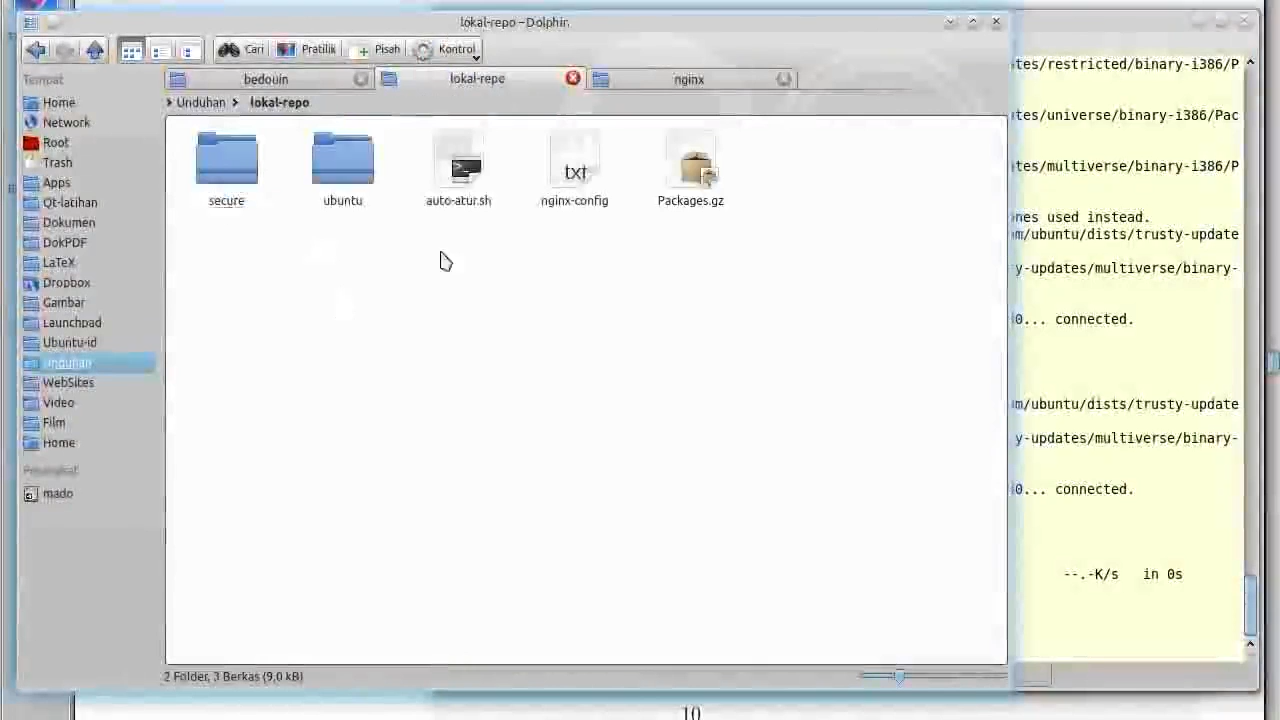 lokal-repo – Dolphin
Cari
Pratilik
Pisah
Kontrol
Tempat
Home
Network
Root
Trash
Apps
Qt-latihan
Dokumen
DokPDF
LaTeX
Dropbox
Gambar
Launchpad
Ubuntu-id
Unduhan
WebSites
Video
Film
Home
Perangkat
mado
bedouin
lokal-repo
nginx
Unduhan
lokal-repo
secure
ubuntu
auto-atur.sh
nginx-config
Packages.gz
2 Folder, 3 Berkas (9,0 kB)
tes/restricted/binary-i386/P
tes/universe/binary-i386/Pac
tes/multiverse/binary-i386/P
nes used instead.
m/ubuntu/dists/trusty-update
y-updates/multiverse/binary-
0... connected.
m/ubuntu/dists/trusty-update
y-updates/multiverse/binary-
0... connected.
--.-K/s in 0s
10